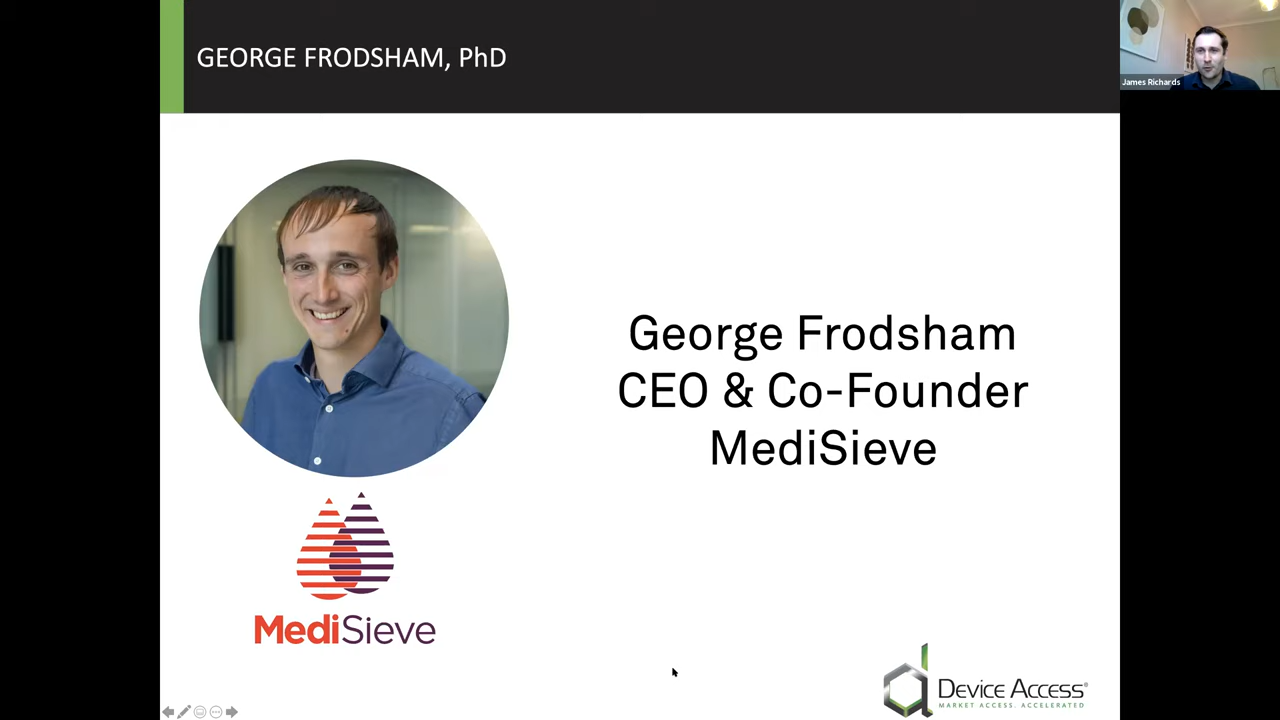 GEORGE FRODSHAM, PhD
James Richards
George Frodsham
CEO & Co-Founder
MediSieve
MediSieve
Device Access®
MARKET ACCESS. ACCELERATED